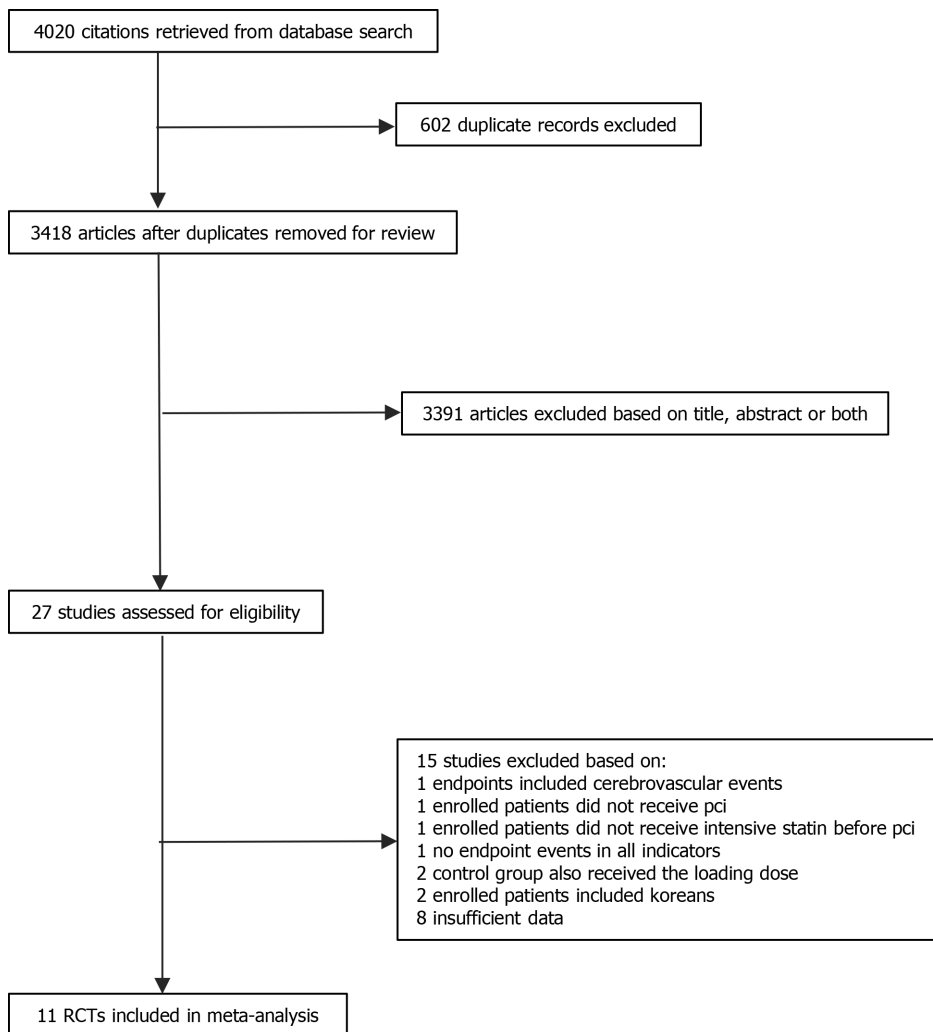 4020 citations retrieved from database search
602 duplicate records excluded
3418 articles after duplicates removed for review
3391 articles excluded based on title, abstract or both
27 studies assessed for eligibility
15 studies excluded based on:
1 endpoints included cerebrovascular events
1 enrolled patients did not receive pci
1 enrolled patients did not receive intensive statin before pci
1 no endpoint events in all indicators
2 control group also received the loading dose
2 enrolled patients included koreans
8 insufficient data
11 RCTs included in meta-analysis